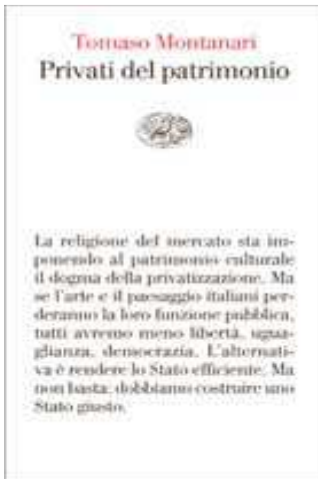 Tomaso Montanari
Privati del patrimonio
La religione del mercato sta im-
ponendo al patrimonio culturale
il dogma della privatizzazione. Ma
se l'arte e il paesaggio italiani per-
deranno la loro funzione pubblica,
tutti avremo meno libertà, ugua-
glianza, democrazia. L'alternati-
va è rendere lo Stato efficiente. Ma
non basta: dobbiamo costruire uno
Stato giusto.